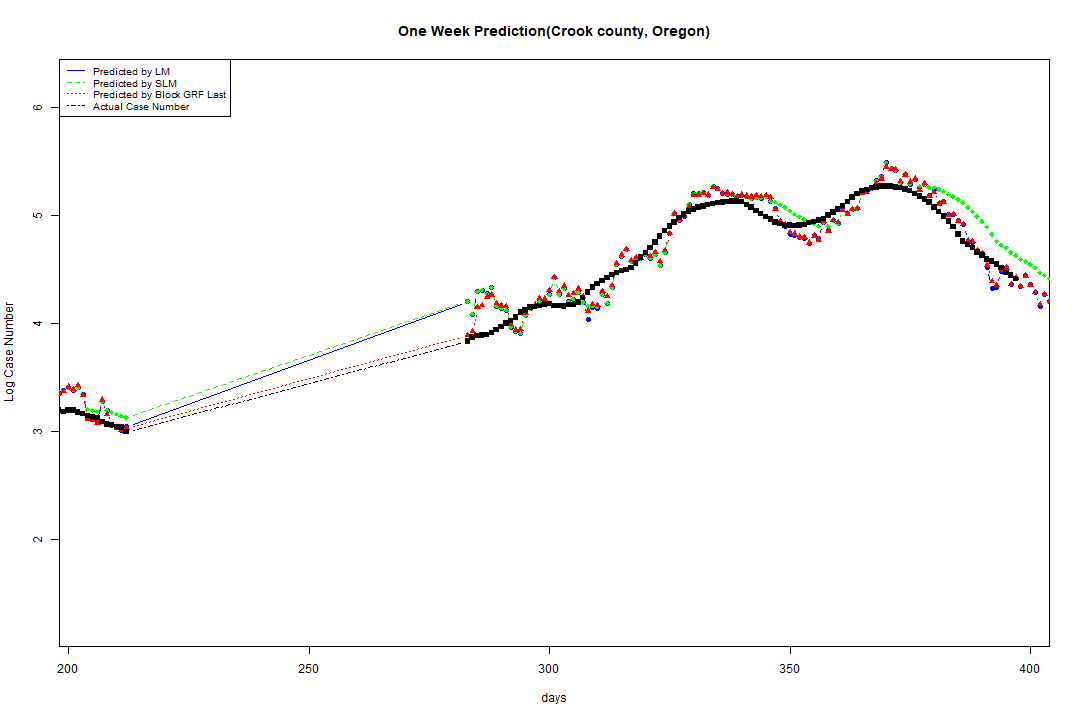 One Week Prediction(Crook county, Oregon)
Predicted by LM
Predicted by SLM
Predicted by Block GRF Last
Actual Case Number
6
5
4
3
2
Log Case Number
200 250 300 350 400
days